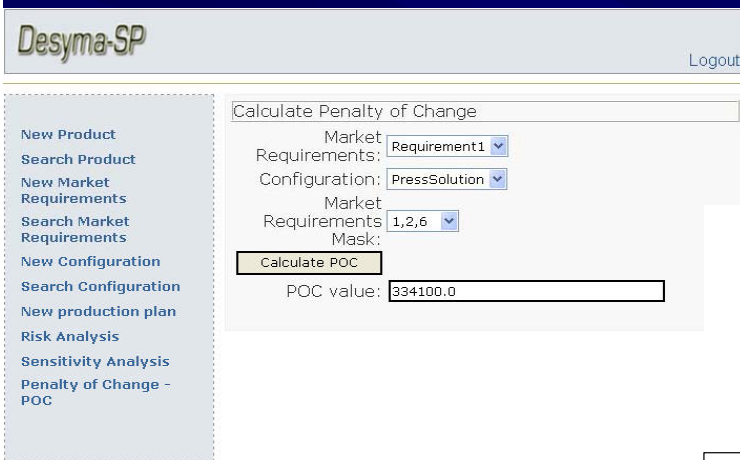 Desyma-SP
Logout
New Product
Search Product
New Market
Requirements
Search Market
Requirements
New Configuration
Search Configuration
New production plan
Risk Analysis
Sensitivity Analysis
Penalty of Change -
POC
Calculate Penalty of Change
Market
Requirements: Requirement1
Configuration: PressSolution
Market
Requirements 1,2,6
Mask:
Calculate POC
POC value: 334100.0